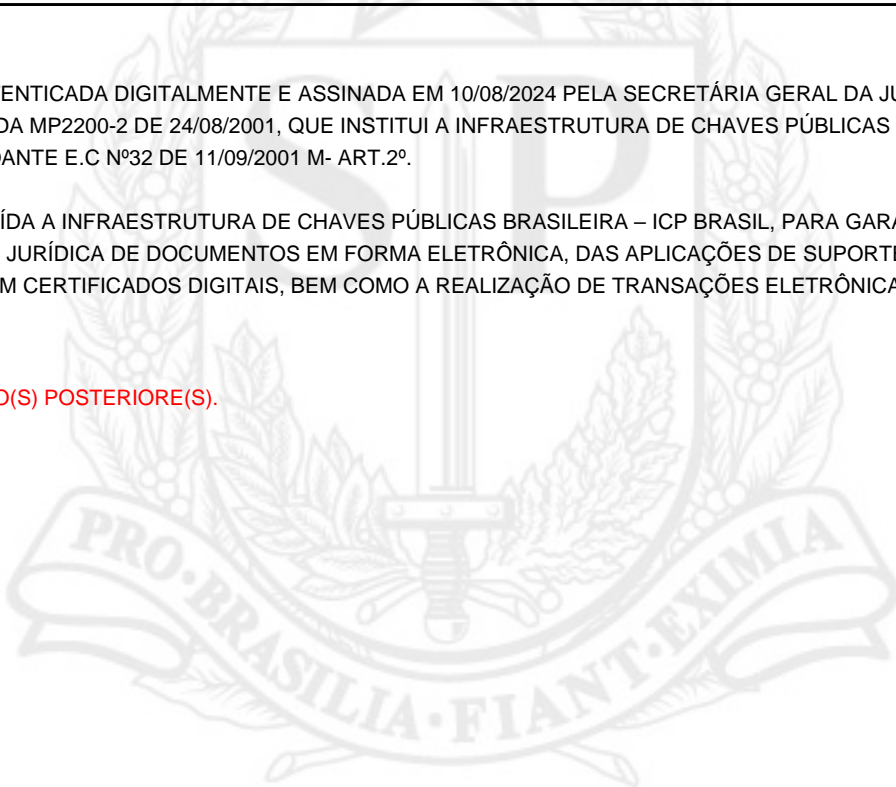 ENTICADA DIGITALMENTE E ASSINADA EM 10/08/2024 PELA SECRETÁRIA GERAL DA JU
DA MP2200-2 DE 24/08/2001, QUE INSTITUI A INFRAESTRUTURA DE CHAVES PÚBLICAS
DANTE E.C Nº32 DE 11/09/2001 M- ART.2º.
ÍDA A INFRAESTRUTURA DE CHAVES PÚBLICAS BRASILEIRA – ICP BRASIL, PARA GARA
JURÍDICA DE DOCUMENTOS EM FORMA ELETRÔNICA, DAS APLICAÇÕES DE SUPORTE
M CERTIFICADOS DIGITAIS, BEM COMO A REALIZAÇÃO DE TRANSAÇÕES ELETRÔNICA
O(S) POSTERIORE(S).
SP
PRO·BRASILIA·FIANT·EXIMIA